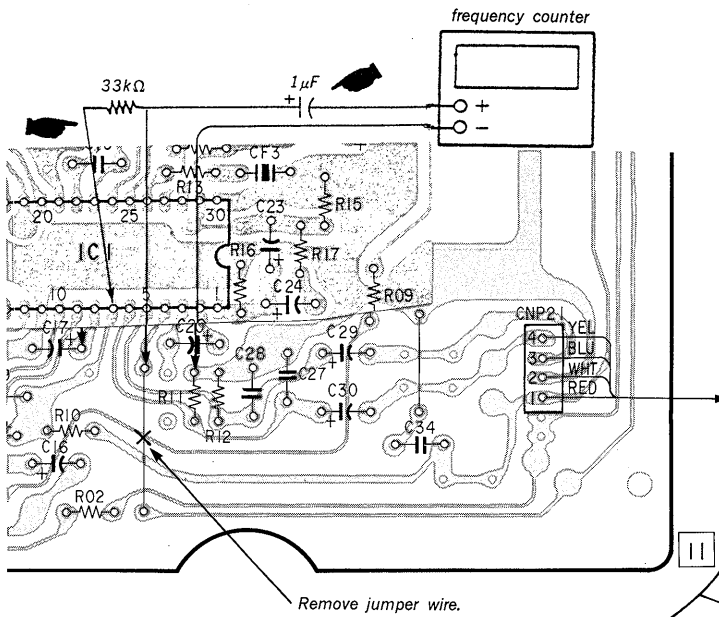 frequency counter
33kΩ
1µF
+
+
−
CF3
R13
20
25
30
C23
R15
IC1
R16
R17
10
5
1
C24
R09
CNP2
C17
C29
4
YEL
3
BLU
C28
2
WHT
C27
1
RED
R11
C30
R12
R10
C34
C16
R02
11
Remove jumper wire.